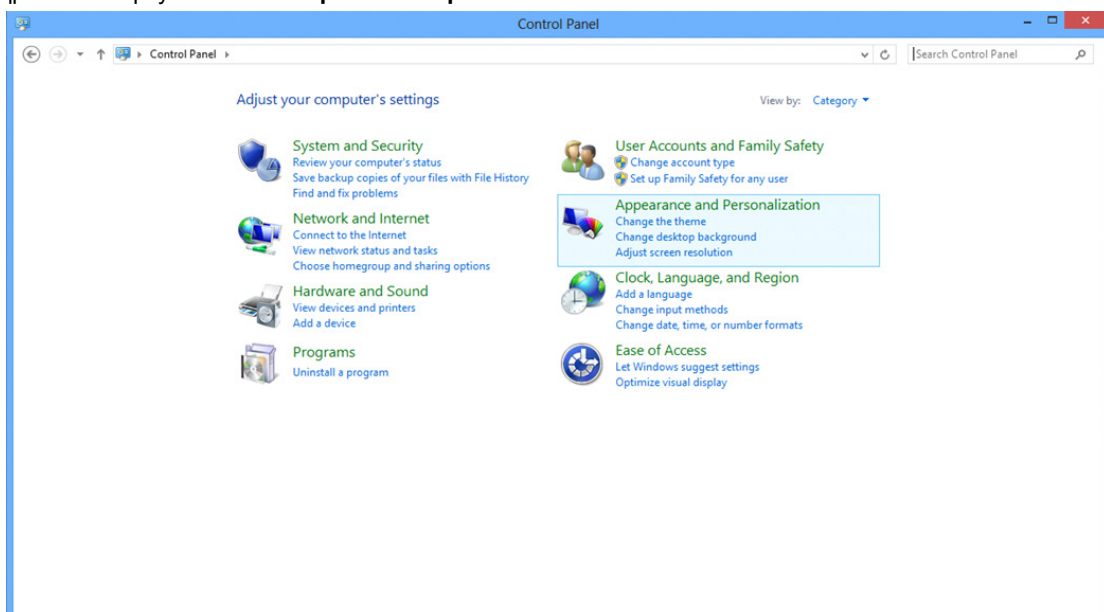 Control Panel
Control Panel
Search Control Panel
Adjust your computer's settings
View by: Category
System and Security
Review your computer's status
Save backup copies of your files with File History
Find and fix problems
Network and Internet
Connect to the Internet
View network status and tasks
Choose homegroup and sharing options
Hardware and Sound
View devices and printers
Add a device
Programs
Uninstall a program
User Accounts and Family Safety
Change account type
Set up Family Safety for any user
Appearance and Personalization
Change the theme
Change desktop background
Adjust screen resolution
Clock, Language, and Region
Add a language
Change input methods
Change date, time, or number formats
Ease of Access
Let Windows suggest settings
Optimize visual display